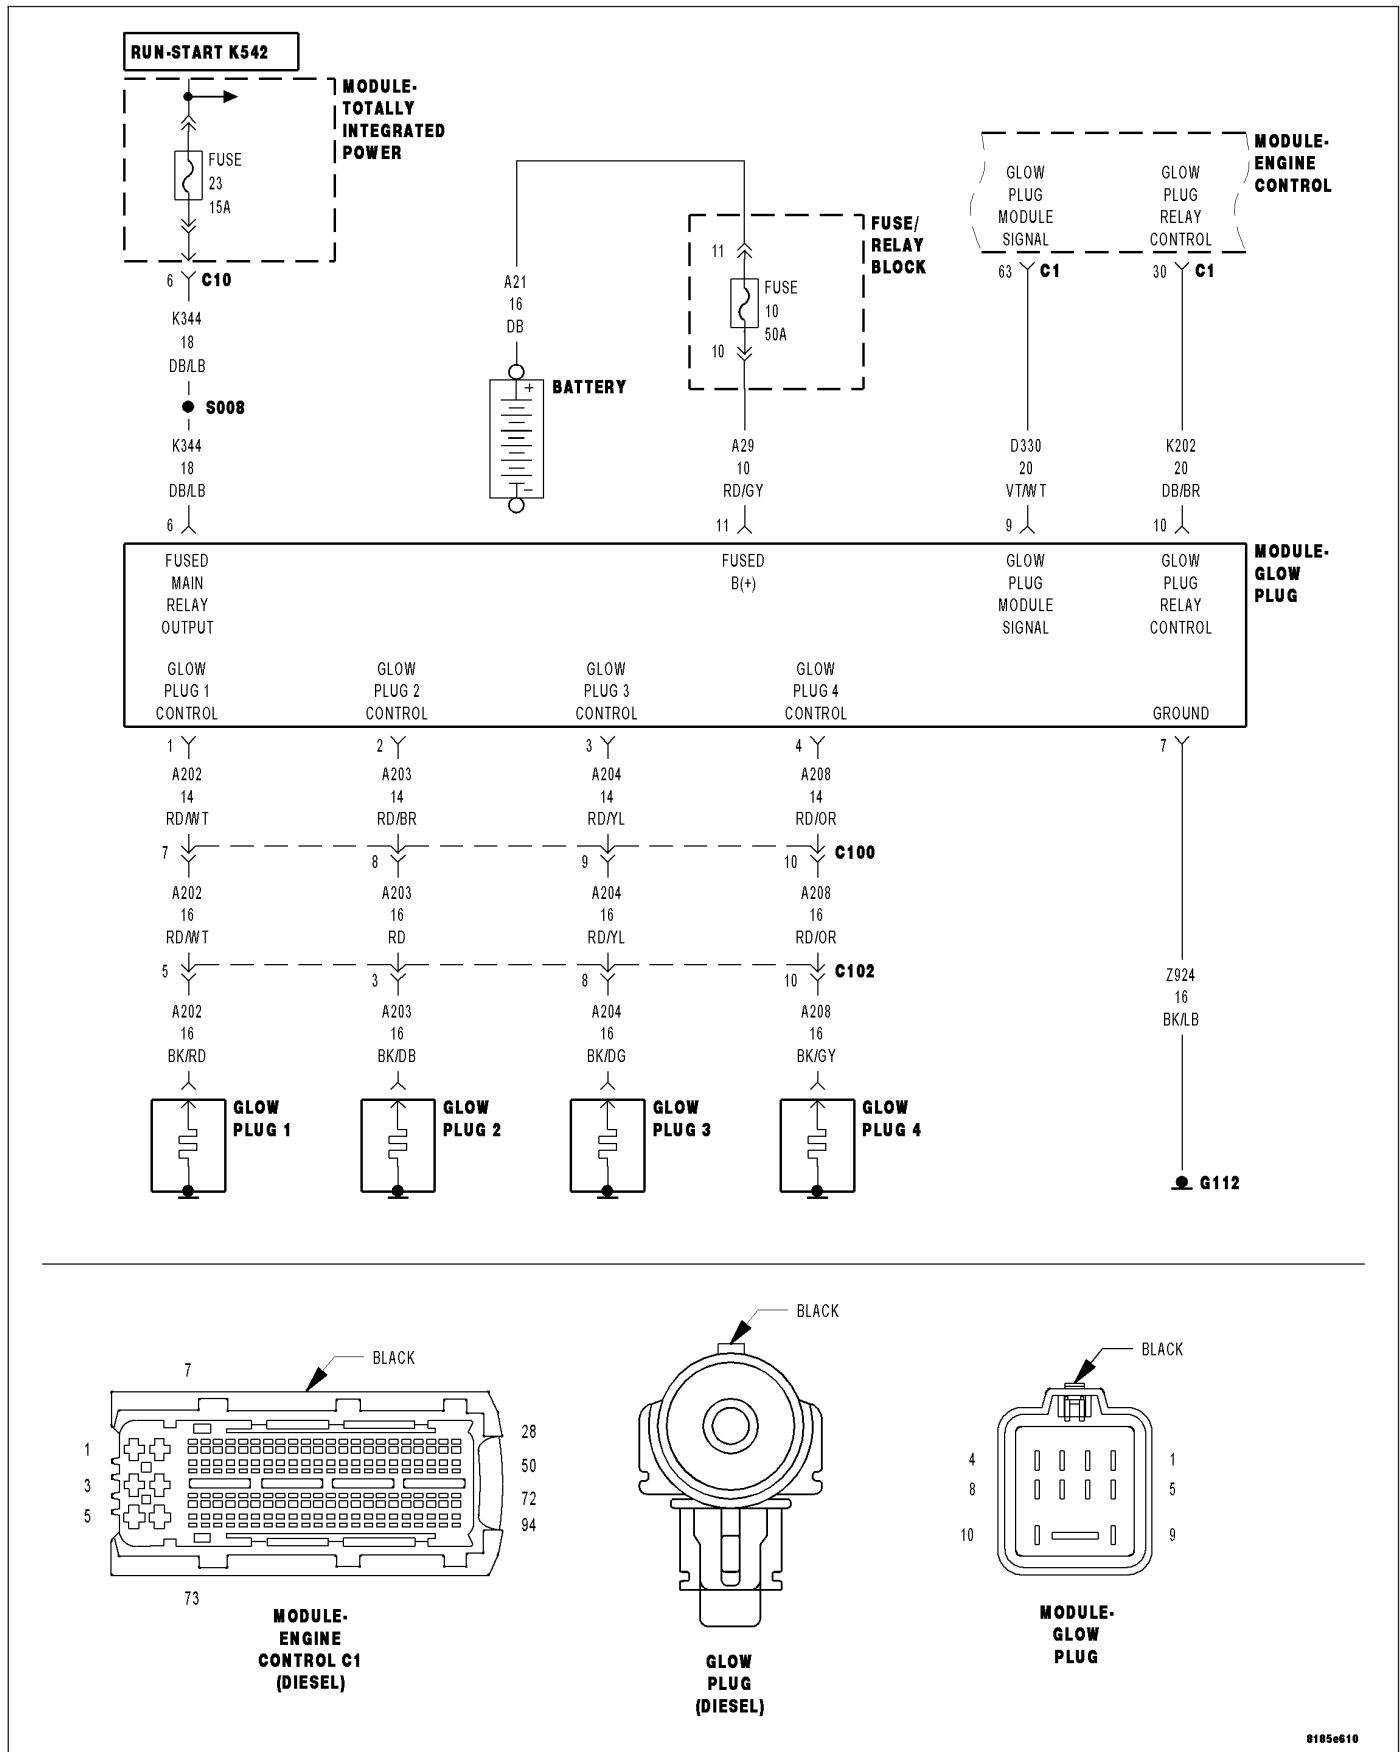 RUN-START K542
MODULE-
TOTALLY
INTEGRATED
POWER
FUSE
23
15A
6
C10
K344
18
DB/LB
S008
K344
18
DB/LB
6
A21
16
DB
BATTERY
+
-
FUSE/
RELAY
BLOCK
11
FUSE
10
50A
10
A29
10
RD/GY
11
MODULE-
ENGINE
CONTROL
GLOW
PLUG
MODULE
SIGNAL
GLOW
PLUG
RELAY
CONTROL
63
C1
30
C1
D330
20
VT/WT
9
K202
20
DB/BR
10
MODULE-
GLOW
PLUG
FUSED
MAIN
RELAY
OUTPUT
FUSED
B(+)
GLOW
PLUG
MODULE
SIGNAL
GLOW
PLUG
RELAY
CONTROL
GLOW
PLUG 1
CONTROL
GLOW
PLUG 2
CONTROL
GLOW
PLUG 3
CONTROL
GLOW
PLUG 4
CONTROL
GROUND
1
2
3
4
7
A202
14
RD/WT
A203
14
RD/BR
A204
14
RD/YL
A208
14
RD/OR
7
8
9
10
C100
A202
16
RD/WT
A203
16
RD
A204
16
RD/YL
A208
16
RD/OR
5
3
8
10
C102
A202
16
BK/RD
A203
16
BK/DB
A204
16
BK/DG
A208
16
BK/GY
Z924
16
BK/LB
GLOW
PLUG 1
GLOW
PLUG 2
GLOW
PLUG 3
GLOW
PLUG 4
G112
BLACK
7
1
3
5
28
50
72
94
73
MODULE-
ENGINE
CONTROL C1
(DIESEL)
BLACK
GLOW
PLUG
(DIESEL)
BLACK
4
1
8
5
10
9
MODULE-
GLOW
PLUG
8185e610